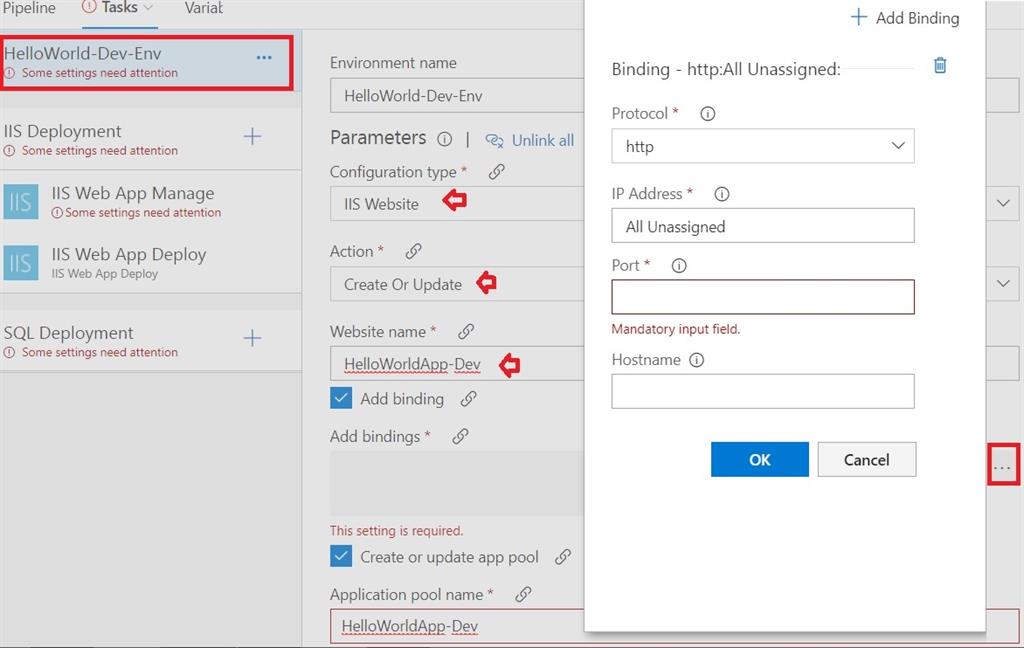 Pipeline
Tasks
Variab
HelloWorld-Dev-Env
Some settings need attention
IIS Deployment
Some settings need attention
IIS
IIS Web App Manage
Some settings need attention
IIS
IIS Web App Deploy
IIS Web App Deploy
SQL Deployment
Some settings need attention
Environment name
HelloWorld-Dev-Env
Parameters | Unlink all
Configuration type *
IIS Website
Action *
Create Or Update
Website name *
HelloWorldApp-Dev
Add binding
Add bindings *
...
This setting is required.
Create or update app pool
Application pool name *
HelloWorldApp-Dev
+ Add Binding
Binding - http:All Unassigned:
Protocol *
http
IP Address *
All Unassigned
Port *
Mandatory input field.
Hostname
OK
Cancel